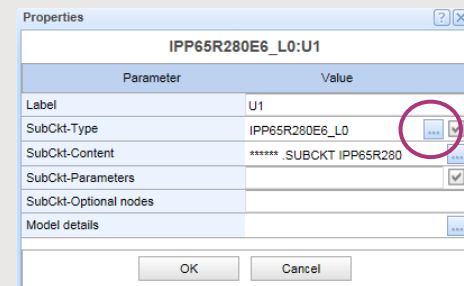 Properties
IPP65R280E6_L0:U1
Parameter Value
Label U1
SubCkt-Type IPP65R280E6_L0 ...
SubCkt-Content ****** .SUBCKT IPP65R280 ...
SubCkt-Parameters
SubCkt-Optional nodes
Model details ...
OK Cancel